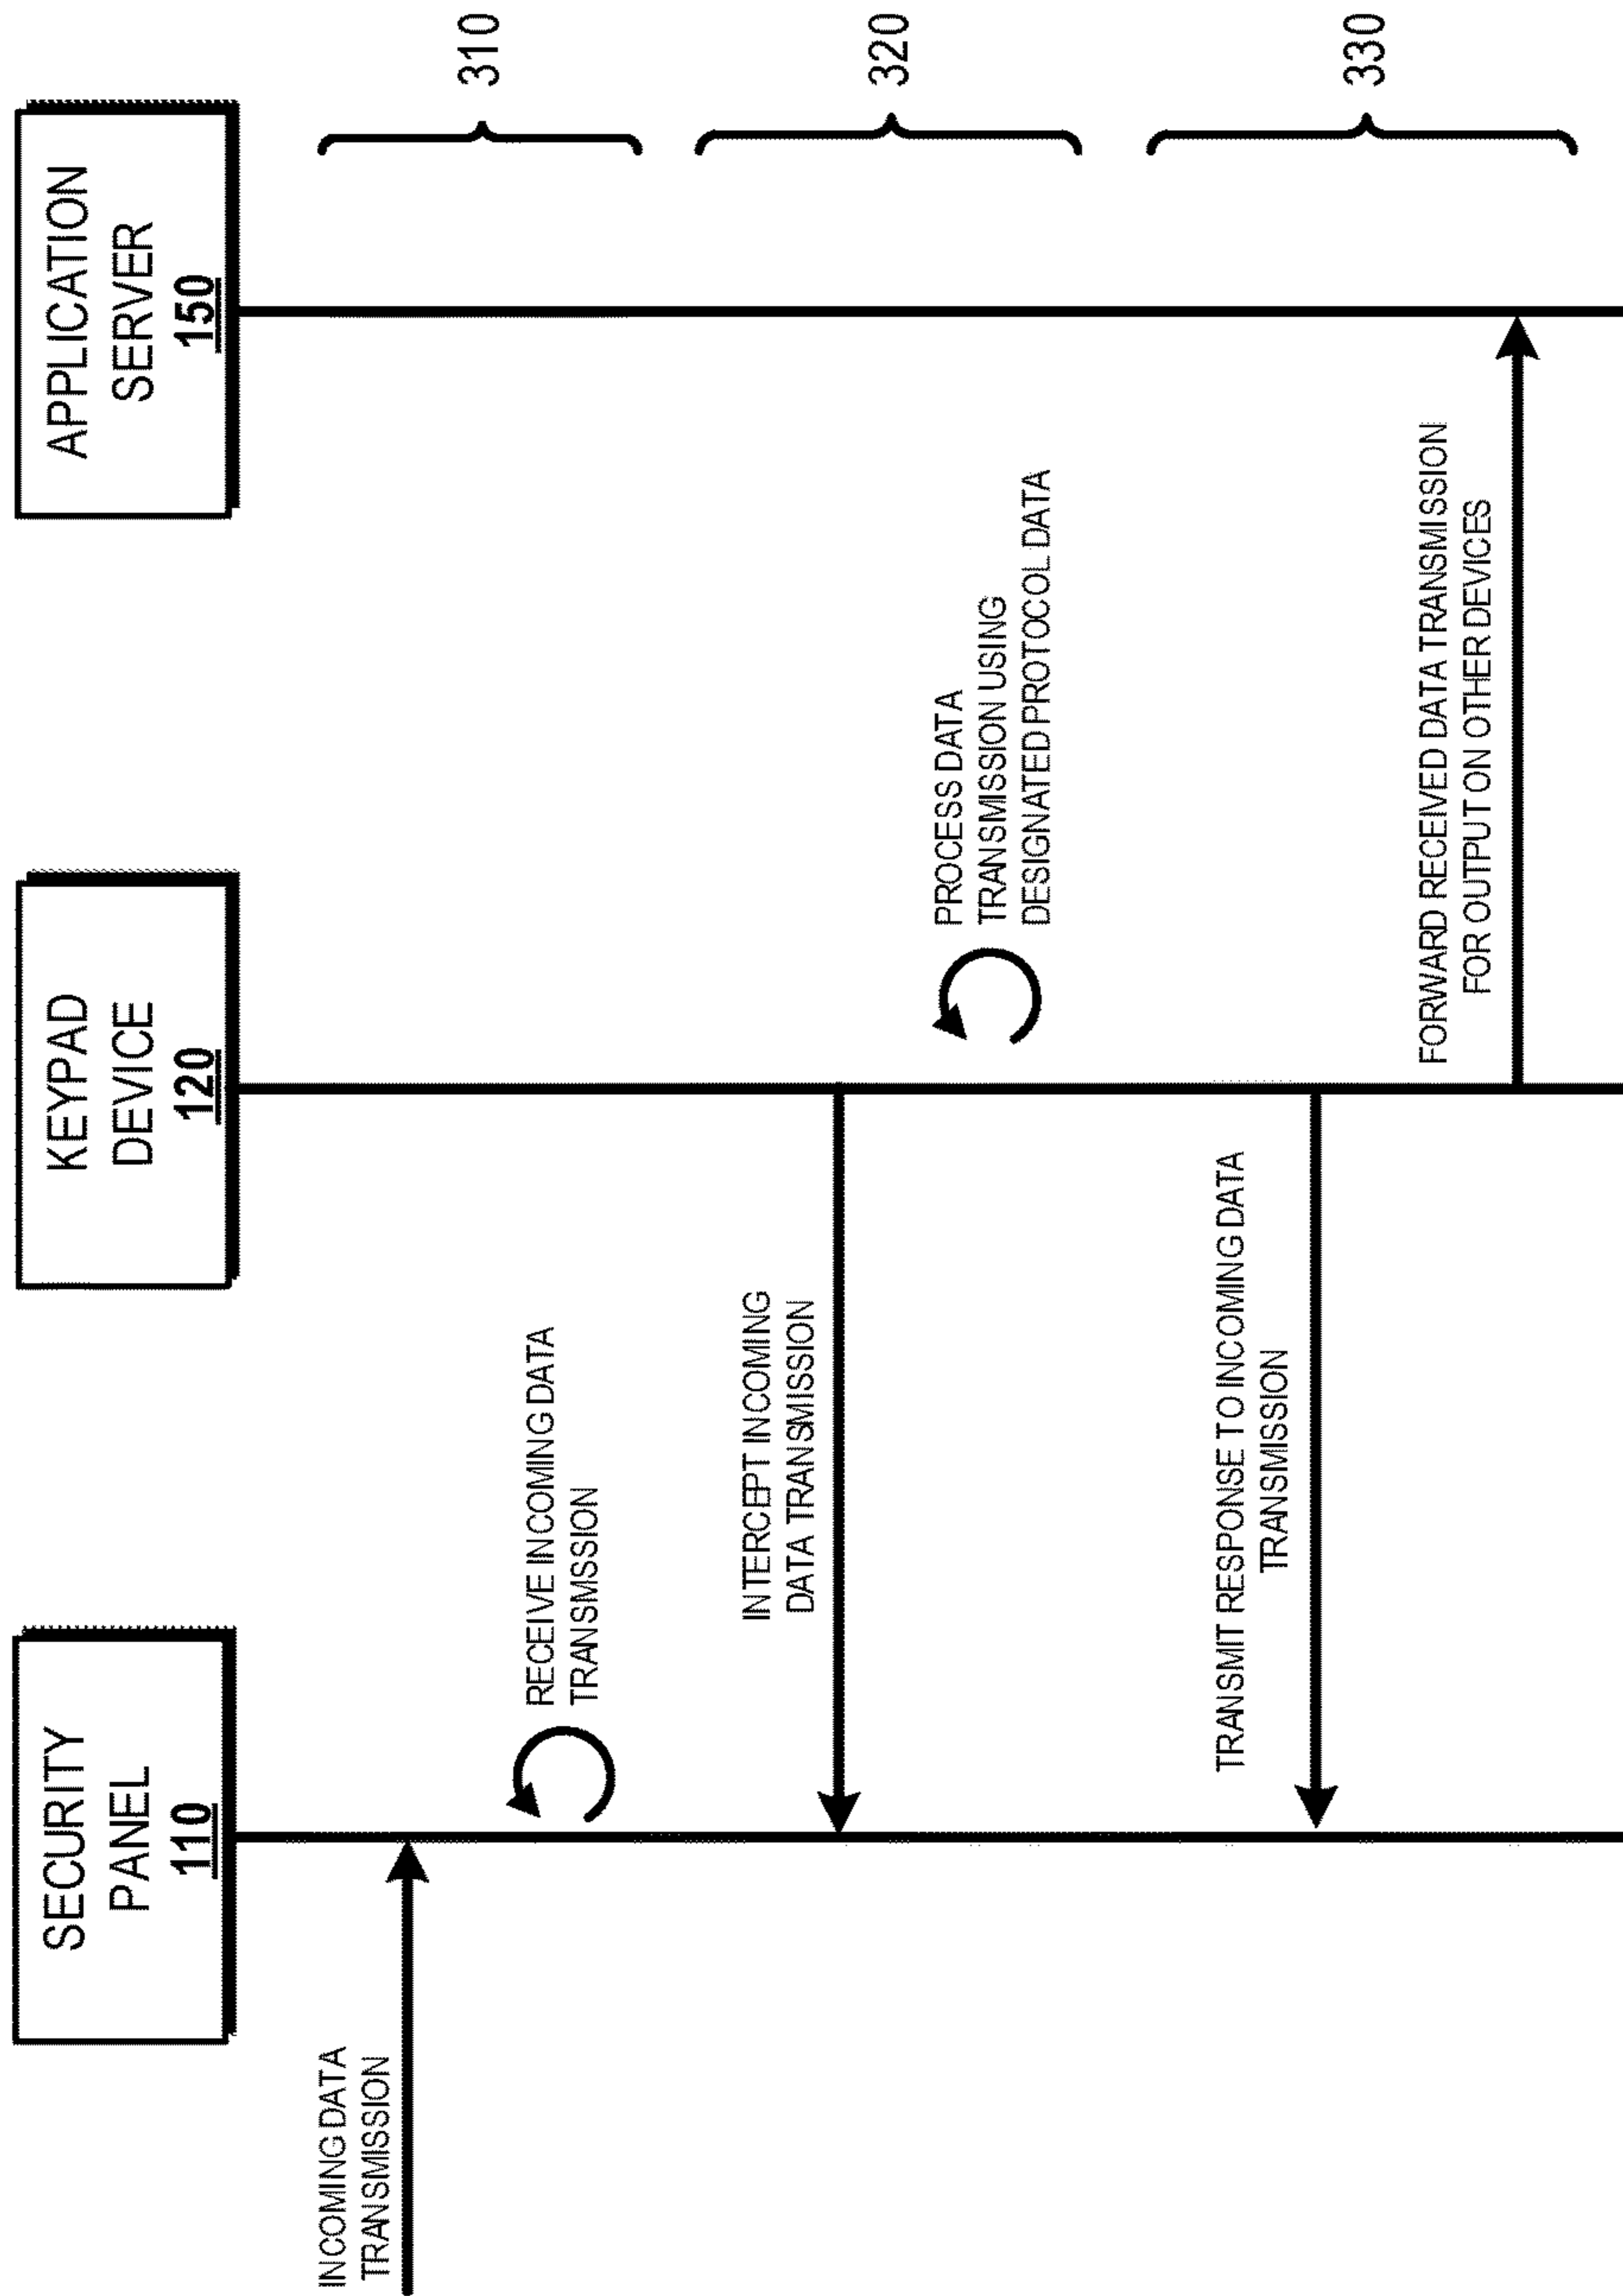 SECURITY
PANEL
110
KEYPAD
DEVICE
120
APPLICATION
SERVER
150
INCOMING DATA
TRANSMISSION
310
RECEIVE INCOMING DATA
TRANSMISSION
INTERCEPT INCOMING
DATA TRANSMISSION
320
PROCESS DATA
TRANSMISSION USING
DESIGNATED PROTOCOL DATA
TRANSMIT RESPONSE TO INCOMING DATA
TRANSMISSION
330
FORWARD RECEIVED DATA TRANSMISSION
FOR OUTPUT ON OTHER DEVICES